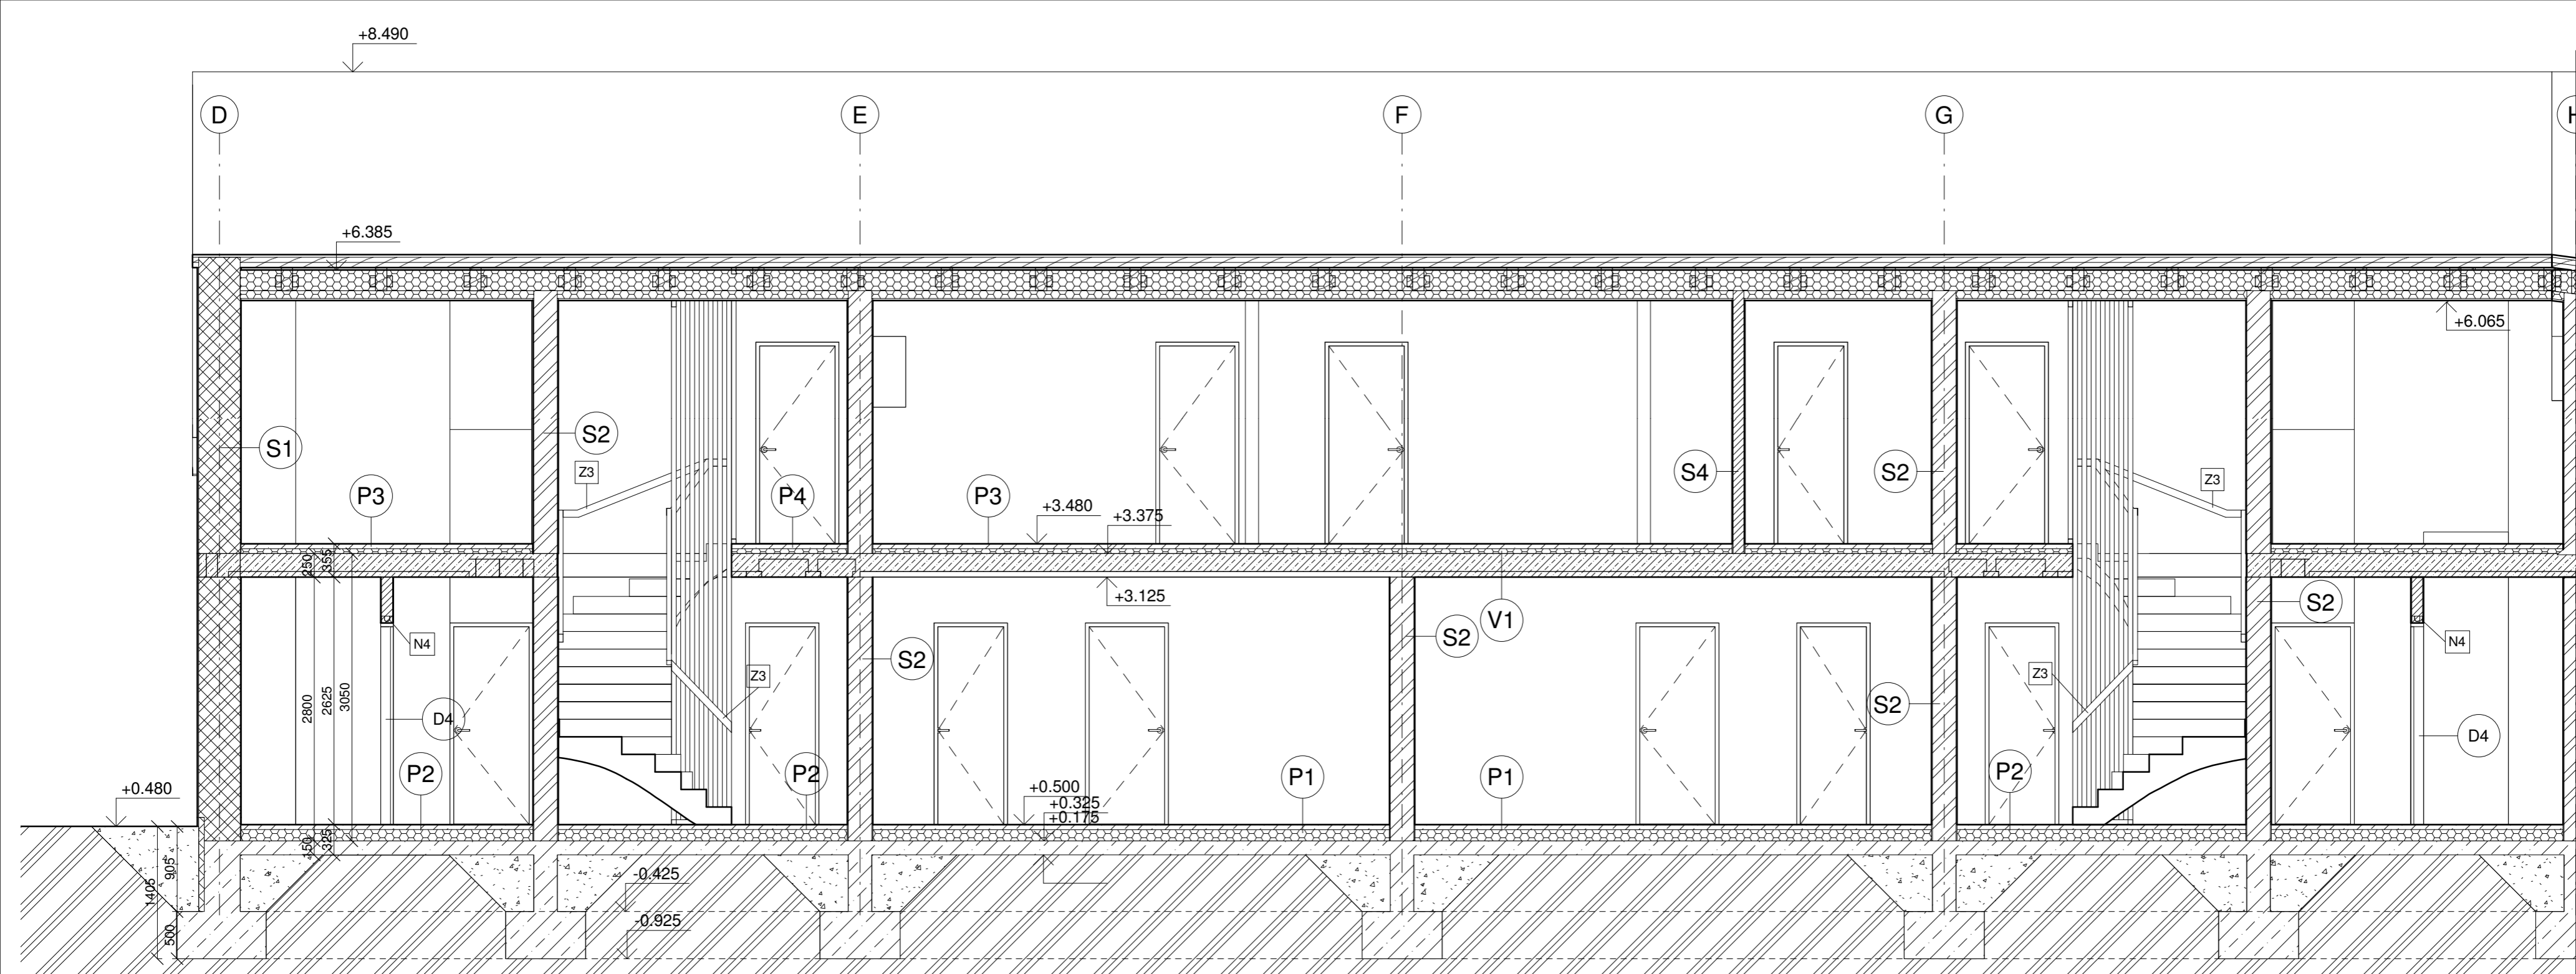 +8.490
D
E
F
G
H
+6.385
+6.065
S1
S2
Z3
P3
P4
P3
S4
S2
Z3
+3.480
+3.375
250
355
+3.125
V1
S2
N4
S2
S2
N4
2800
2625
3050
D4
Z3
S2
Z3
D4
P2
P2
P1
P1
P2
+0.480
+0.500
+0.325
+0.175
150
325
905
1405
-0.425
500
-0.925